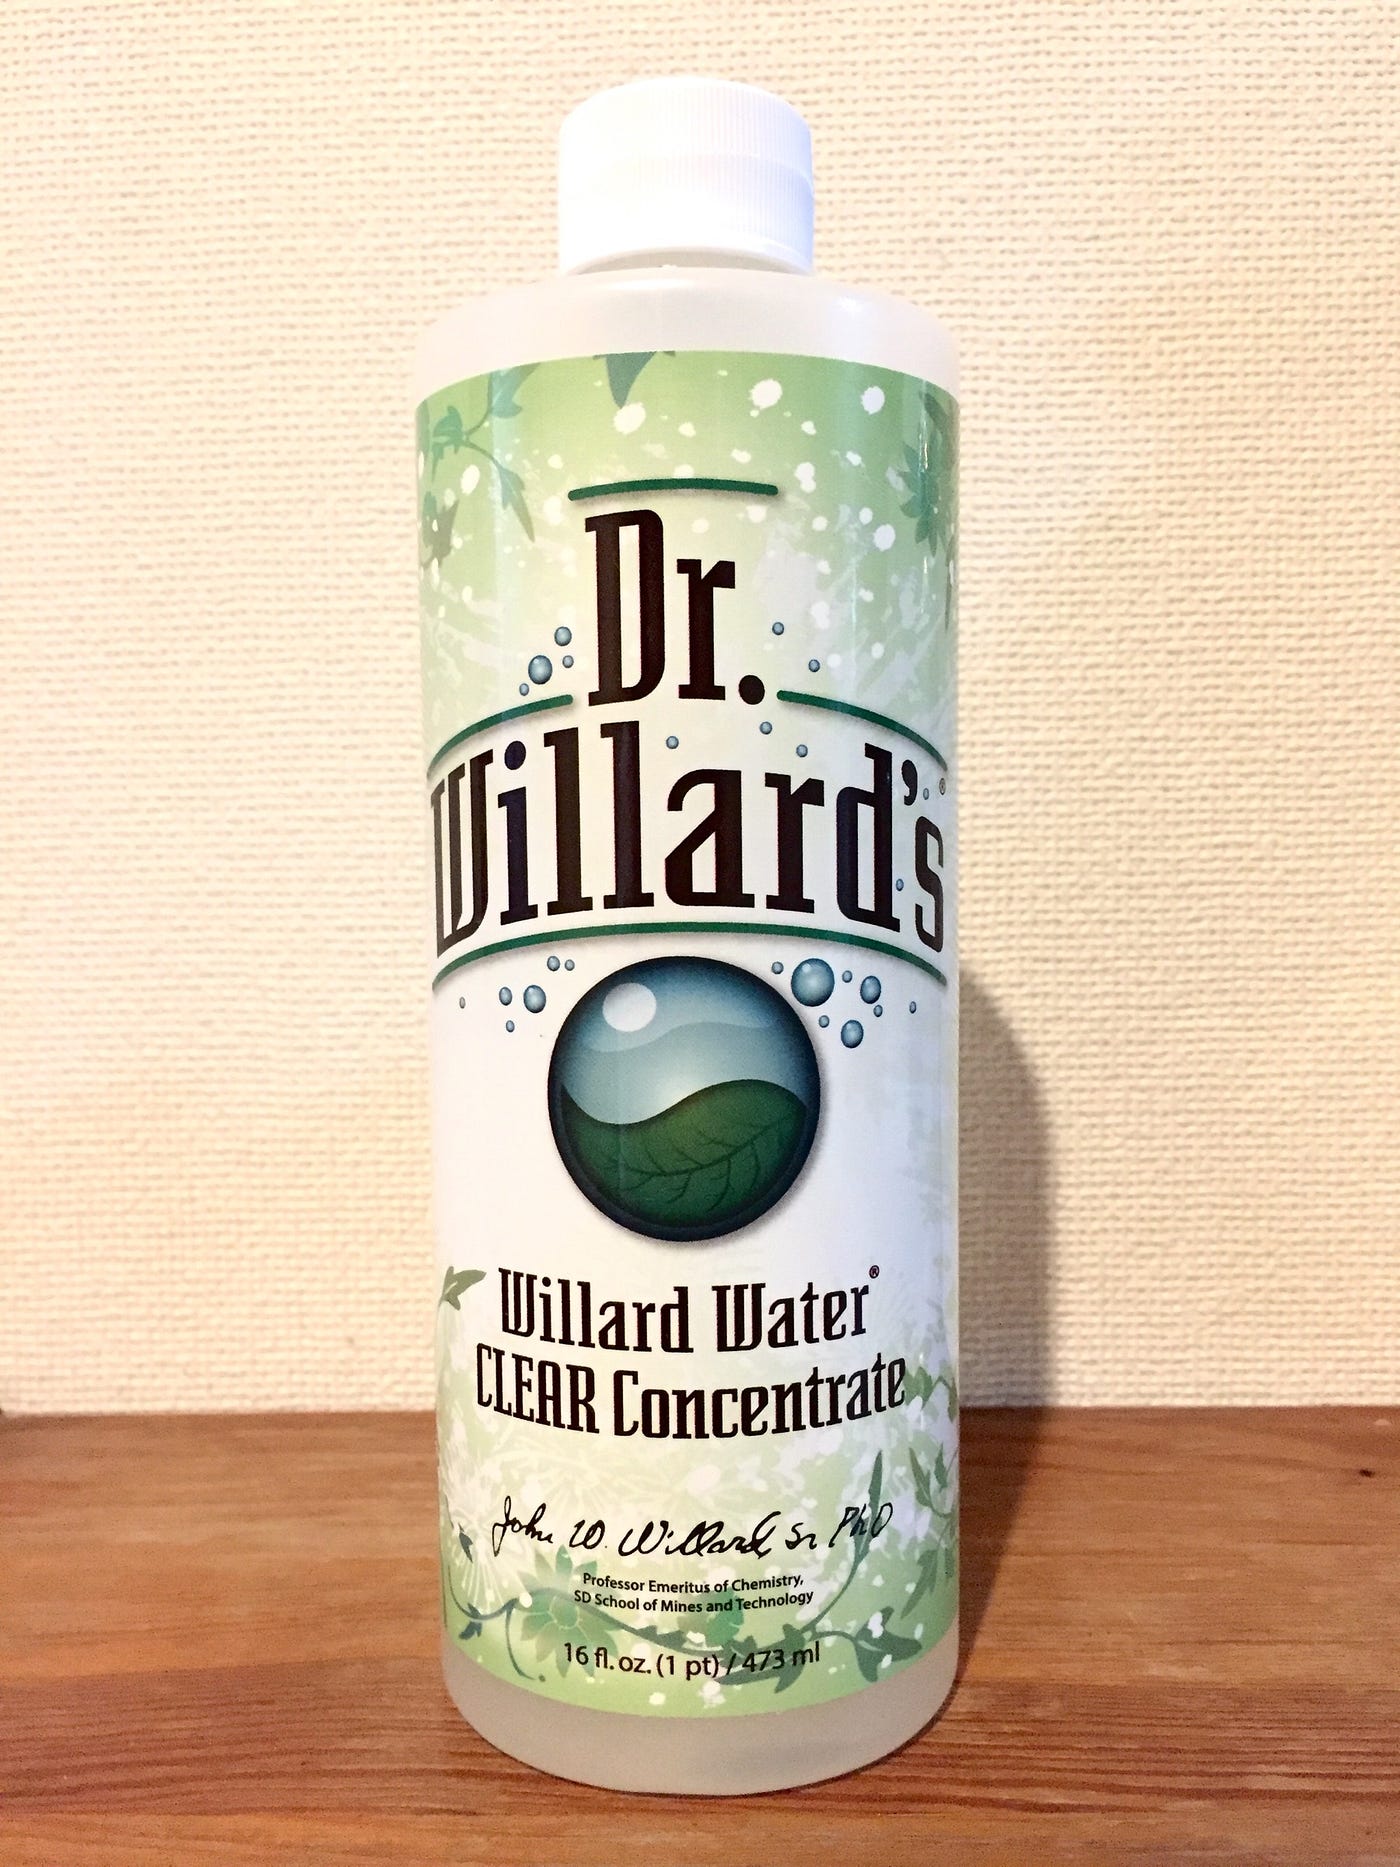 Dr.
Willard's®
Willard Water®
CLEAR Concentrate
John W. Willard Sr PhD
Professor Emeritus of Chemistry,
SD School of Mines and Technology
16 fl. oz. (1 pt) / 473 ml